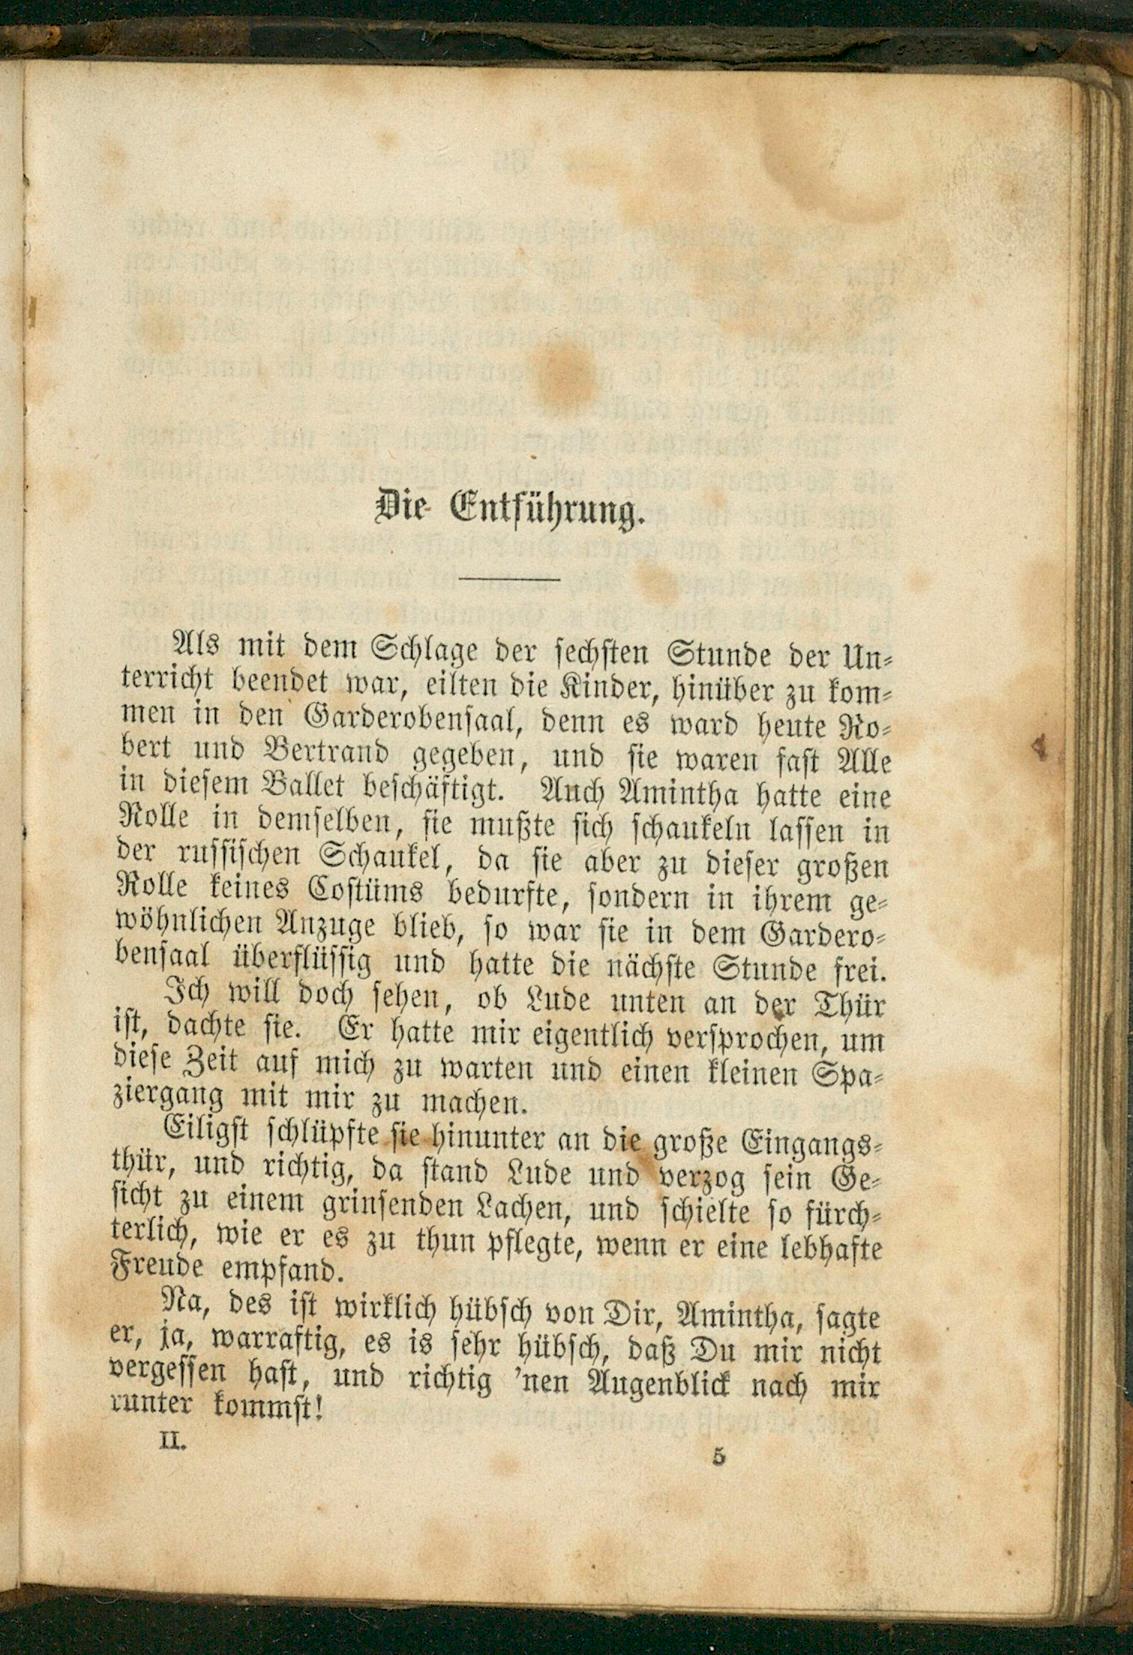 Die Entführung.
Als mit dem Schlage der sechsten Stunde der Un-
terricht beendet war, eilten die Kinder, hinüber zu kom-
men in den Garderobensaal, denn es ward heute Ro-
bert und Bertrand gegeben, und sie waren fast Alle
in diesem Ballet beschäftigt. Auch Amintha hatte eine
Rolle in demselben, sie mußte sich schaukeln lassen in
der russischen Schaukel, da sie aber zu dieser großen
Rolle keines Costüms bedurfte, sondern in ihrem ge-
wöhnlichen Anzuge blieb, so war sie in dem Gardero-
bensaal überflüssig und hatte die nächste Stunde frei.
Ich will doch sehen, ob Lude unten an der Thür
ist, dachte sie. Er hatte mir eigentlich versprochen, um
diese Zeit auf mich zu warten und einen kleinen Spa-
ziergang mit mir zu machen.
Eiligst schlüpfte sie hinunter an die große Eingangs-
thür, und richtig, da stand Lude und verzog sein Ge-
sicht zu einem grinsenden Lachen, und schielte so fürch-
terlich, wie er es zu thun pflegte, wenn er eine lebhafte
Freude empfand.
Na, des ist wirklich hübsch von Dir, Amintha, sagte
er, ja, warraftig, es is sehr hübsch, daß Du mir nicht
vergessen hast, und richtig 'nen Augenblick nach mir
runter kommst!
II. 5